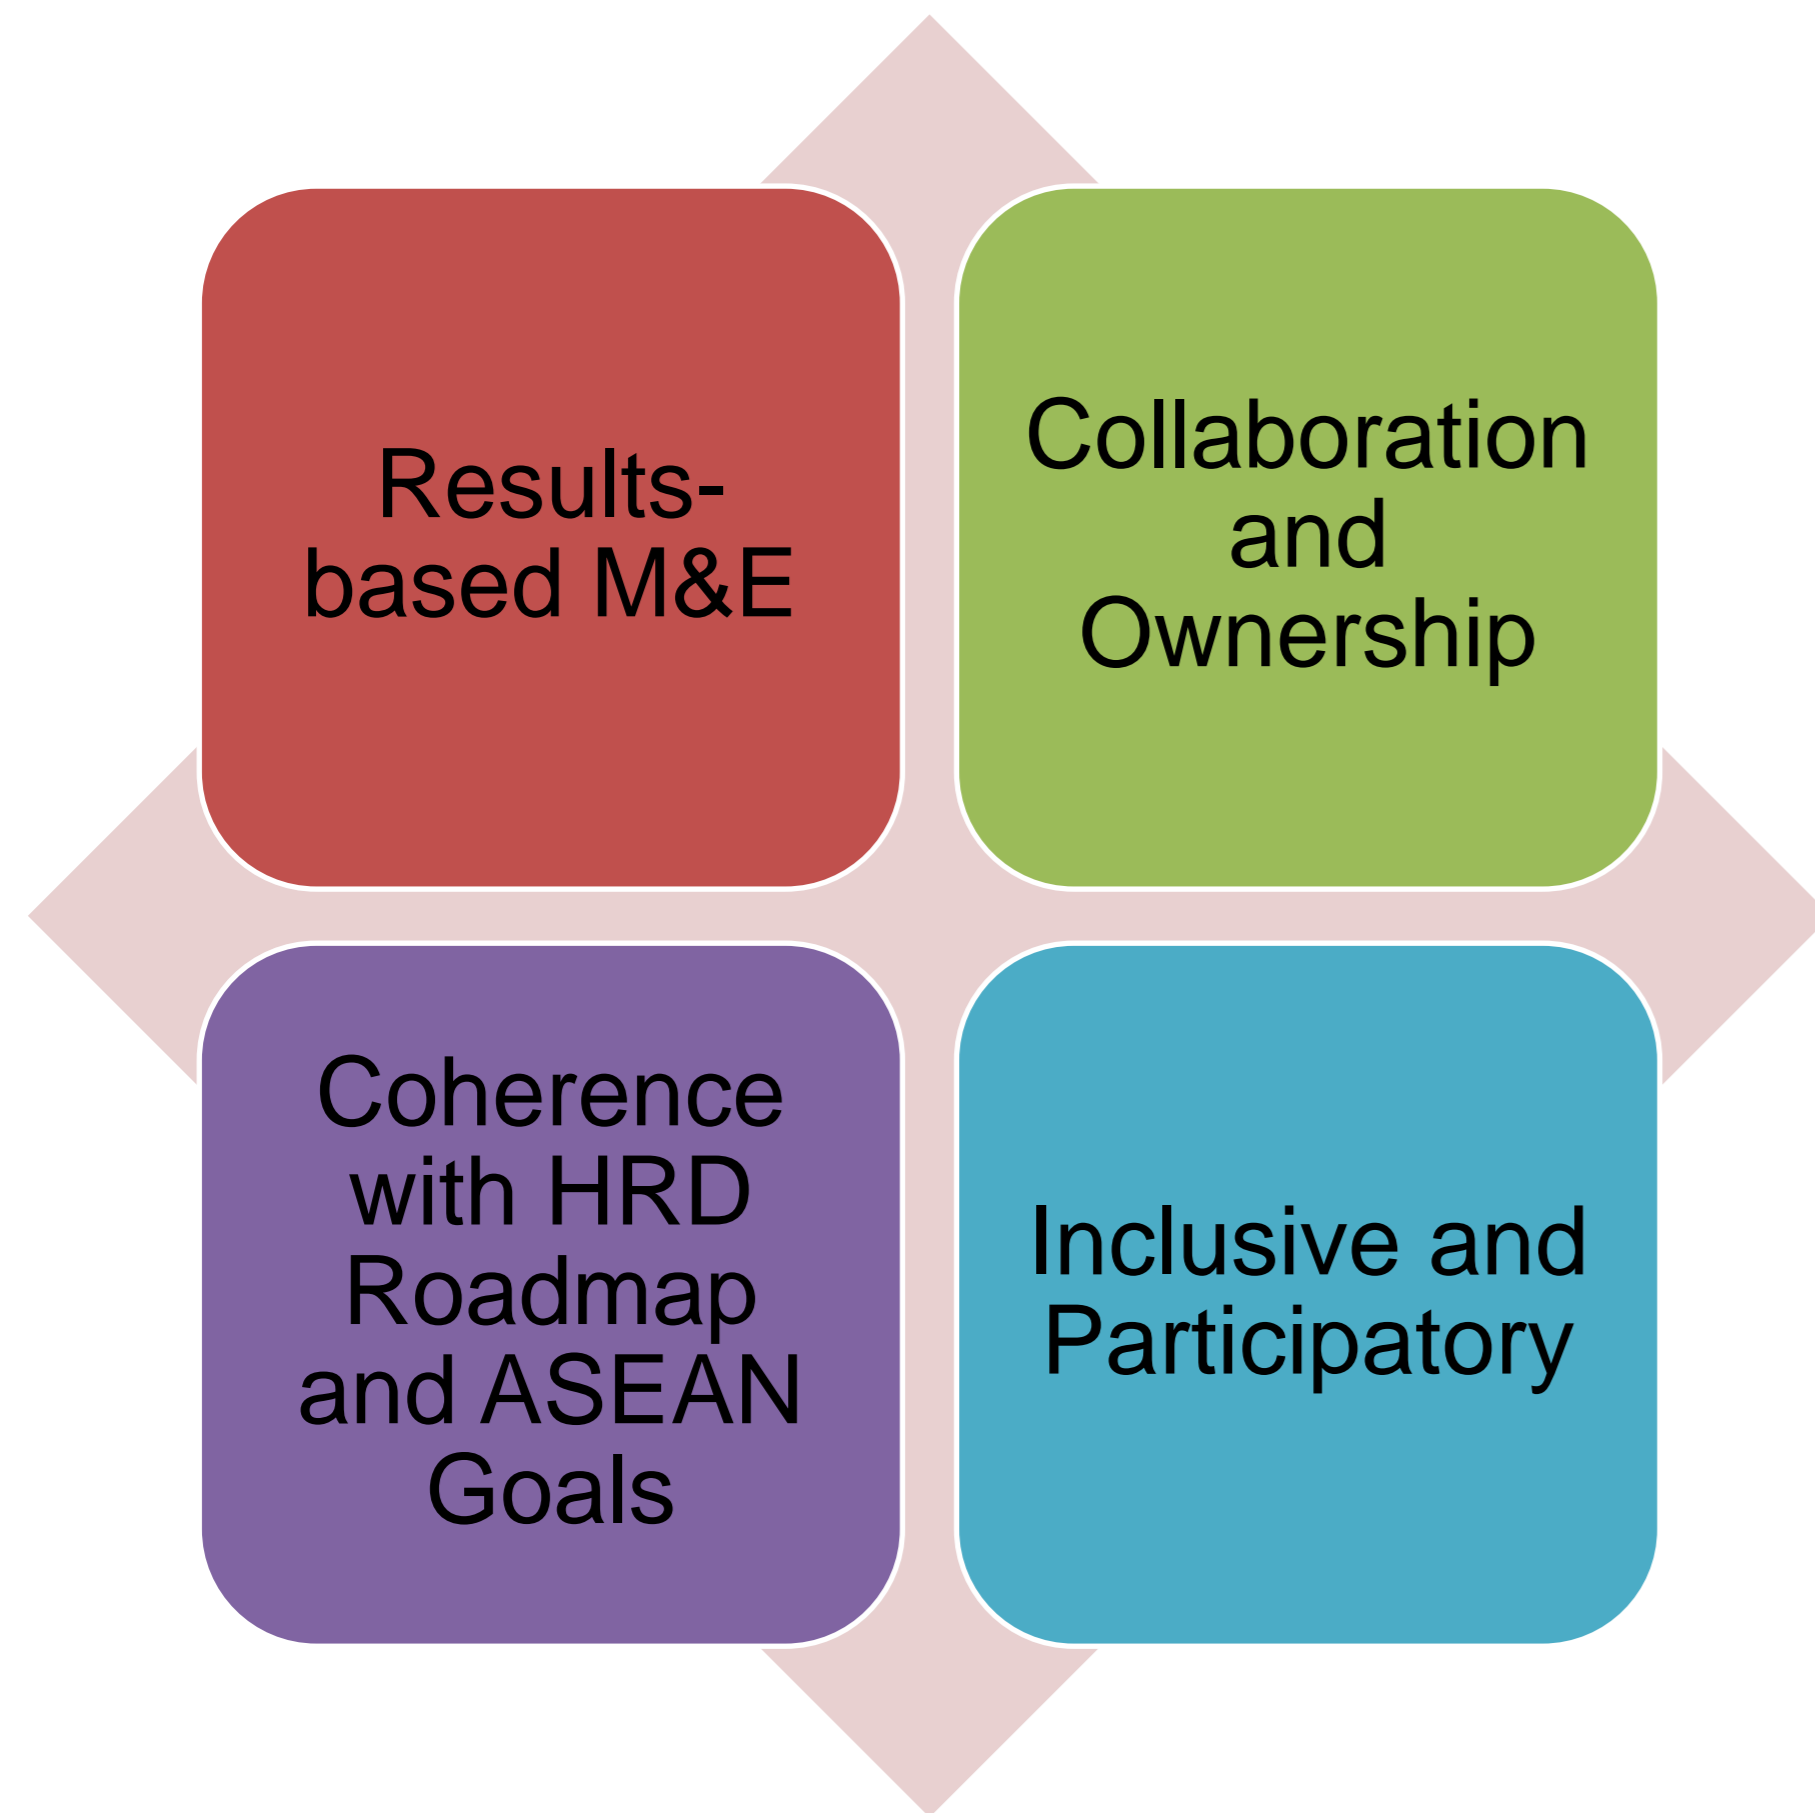 Results-
based M&E
Collaboration
and
Ownership
Coherence
with HRD
Roadmap
and ASEAN
Goals
Inclusive and
Participatory